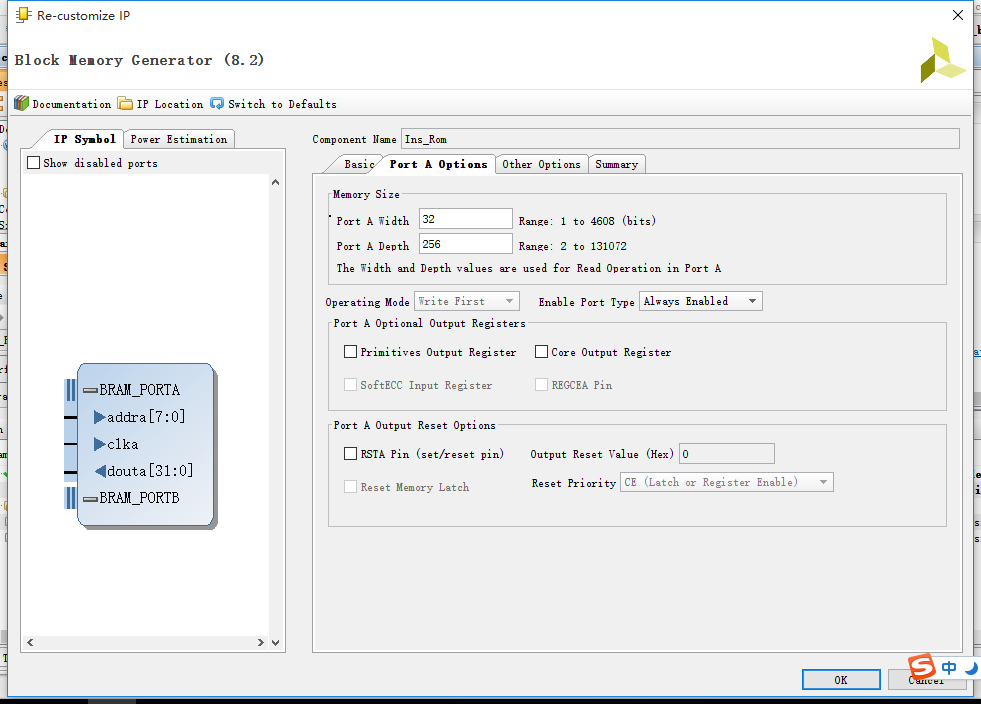 Re-customize IP
Block Memory Generator (8.2)
Documentation IP Location Switch to Defaults
IP Symbol Power Estimation
Show disabled ports
BRAM_PORTA
addra[7:0]
clka
douta[31:0]
BRAM_PORTB
Component Name Ins_Rom
Basic Port A Options Other Options Summary
Memory Size
Port A Width 32 Range: 1 to 4608 (bits)
Port A Depth 256 Range: 2 to 131072
The Width and Depth values are used for Read Operation in Port A
Operating Mode Write First Enable Port Type Always Enabled
Port A Optional Output Registers
Primitives Output Register Core Output Register
SoftECC Input Register REGCEA Pin
Port A Output Reset Options
RSTA Pin (set/reset pin) Output Reset Value (Hex) 0
Reset Memory Latch Reset Priority CE (Latch or Register Enable)
OK Cancel
S 中